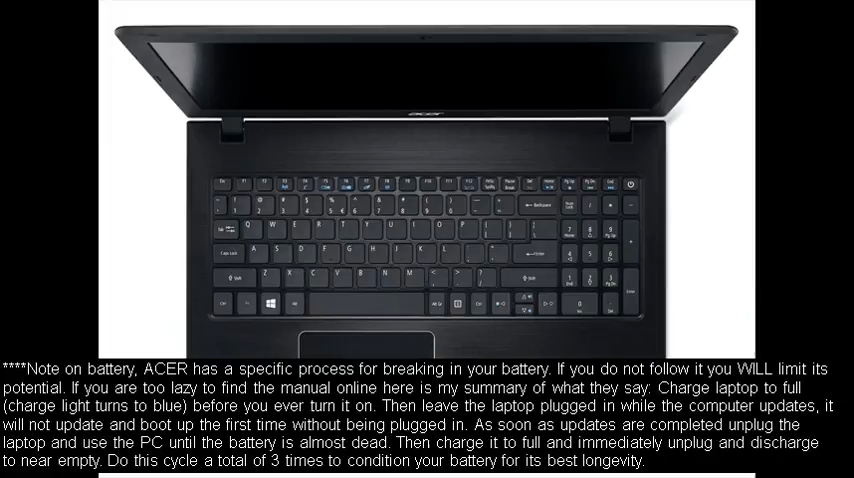 acer
****Note on battery, ACER has a specific process for breaking in your battery. If you do not follow it you WILL limit its
potential. If you are too lazy to find the manual online here is my summary of what they say: Charge laptop to full
(charge light turns to blue) before you ever turn it on. Then leave the laptop plugged in while the computer updates, it
will not update and boot up the first time without being plugged in. As soon as updates are completed unplug the
laptop and use the PC until the battery is almost dead. Then charge it to full and immediately unplug and discharge
to near empty. Do this cycle a total of 3 times to condition your battery for its best longevity.